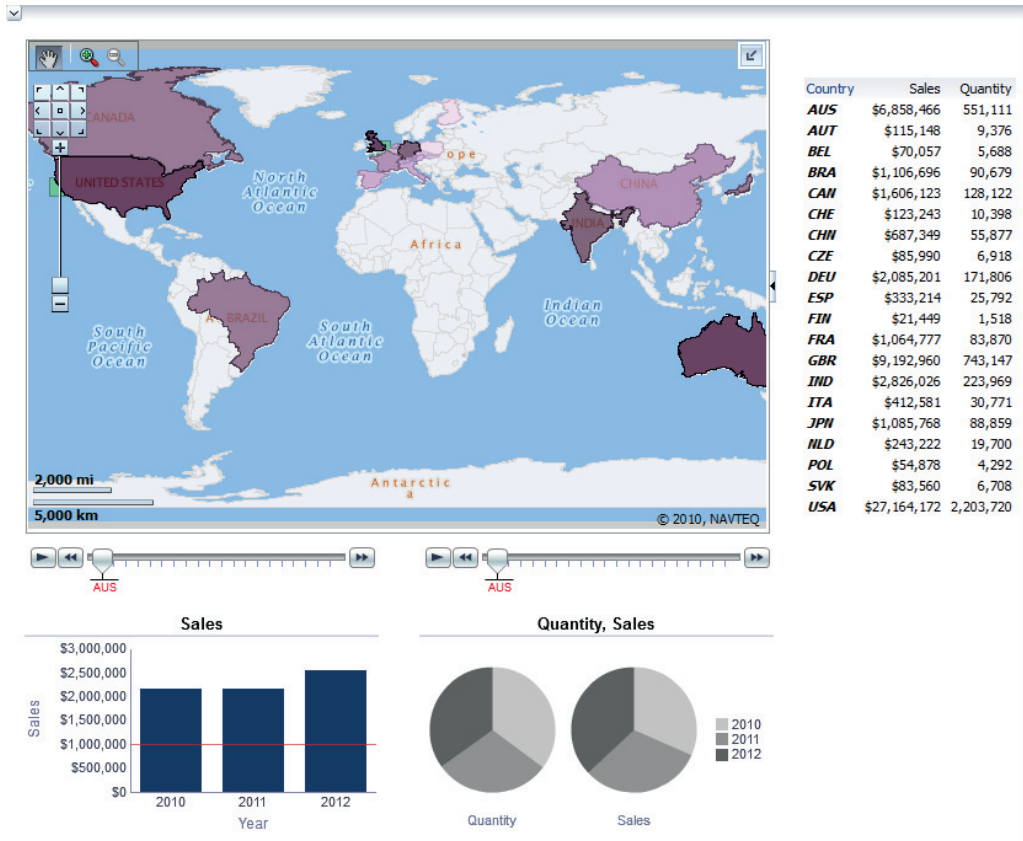 CANADA
UNITED STATES
North
Atlantic
Ocean
ope
CHINA
INDIA
Africa
BRAZIL
South
Pacific
Ocean
South
Atlantic
Ocean
Indian
Ocean
Antarctic
a
2,000 mi
5,000 km
© 2010, NAVTEQ
Country Sales Quantity
AUS $6,858,466 551,111
AUT $115,148 9,376
BEL $70,057 5,688
BRA $1,106,696 90,679
CAN $1,606,123 128,122
CHE $123,243 10,398
CHN $687,349 55,877
CZE $85,990 6,918
DEU $2,085,201 171,806
ESP $333,214 25,792
FIN $21,449 1,518
FRA $1,064,777 83,870
GBR $9,192,960 743,147
IND $2,826,026 223,969
ITA $412,581 30,771
JPN $1,085,768 88,859
NLD $243,222 19,700
POL $54,878 4,292
SVK $83,560 6,708
USA $27,164,172 2,203,720
AUS
AUS
Sales
$3,000,000
$2,500,000
$2,000,000
$1,500,000
$1,000,000
$500,000
$0
Sales
2010 2011 2012
Year
Quantity, Sales
2010
2011
2012
Quantity Sales